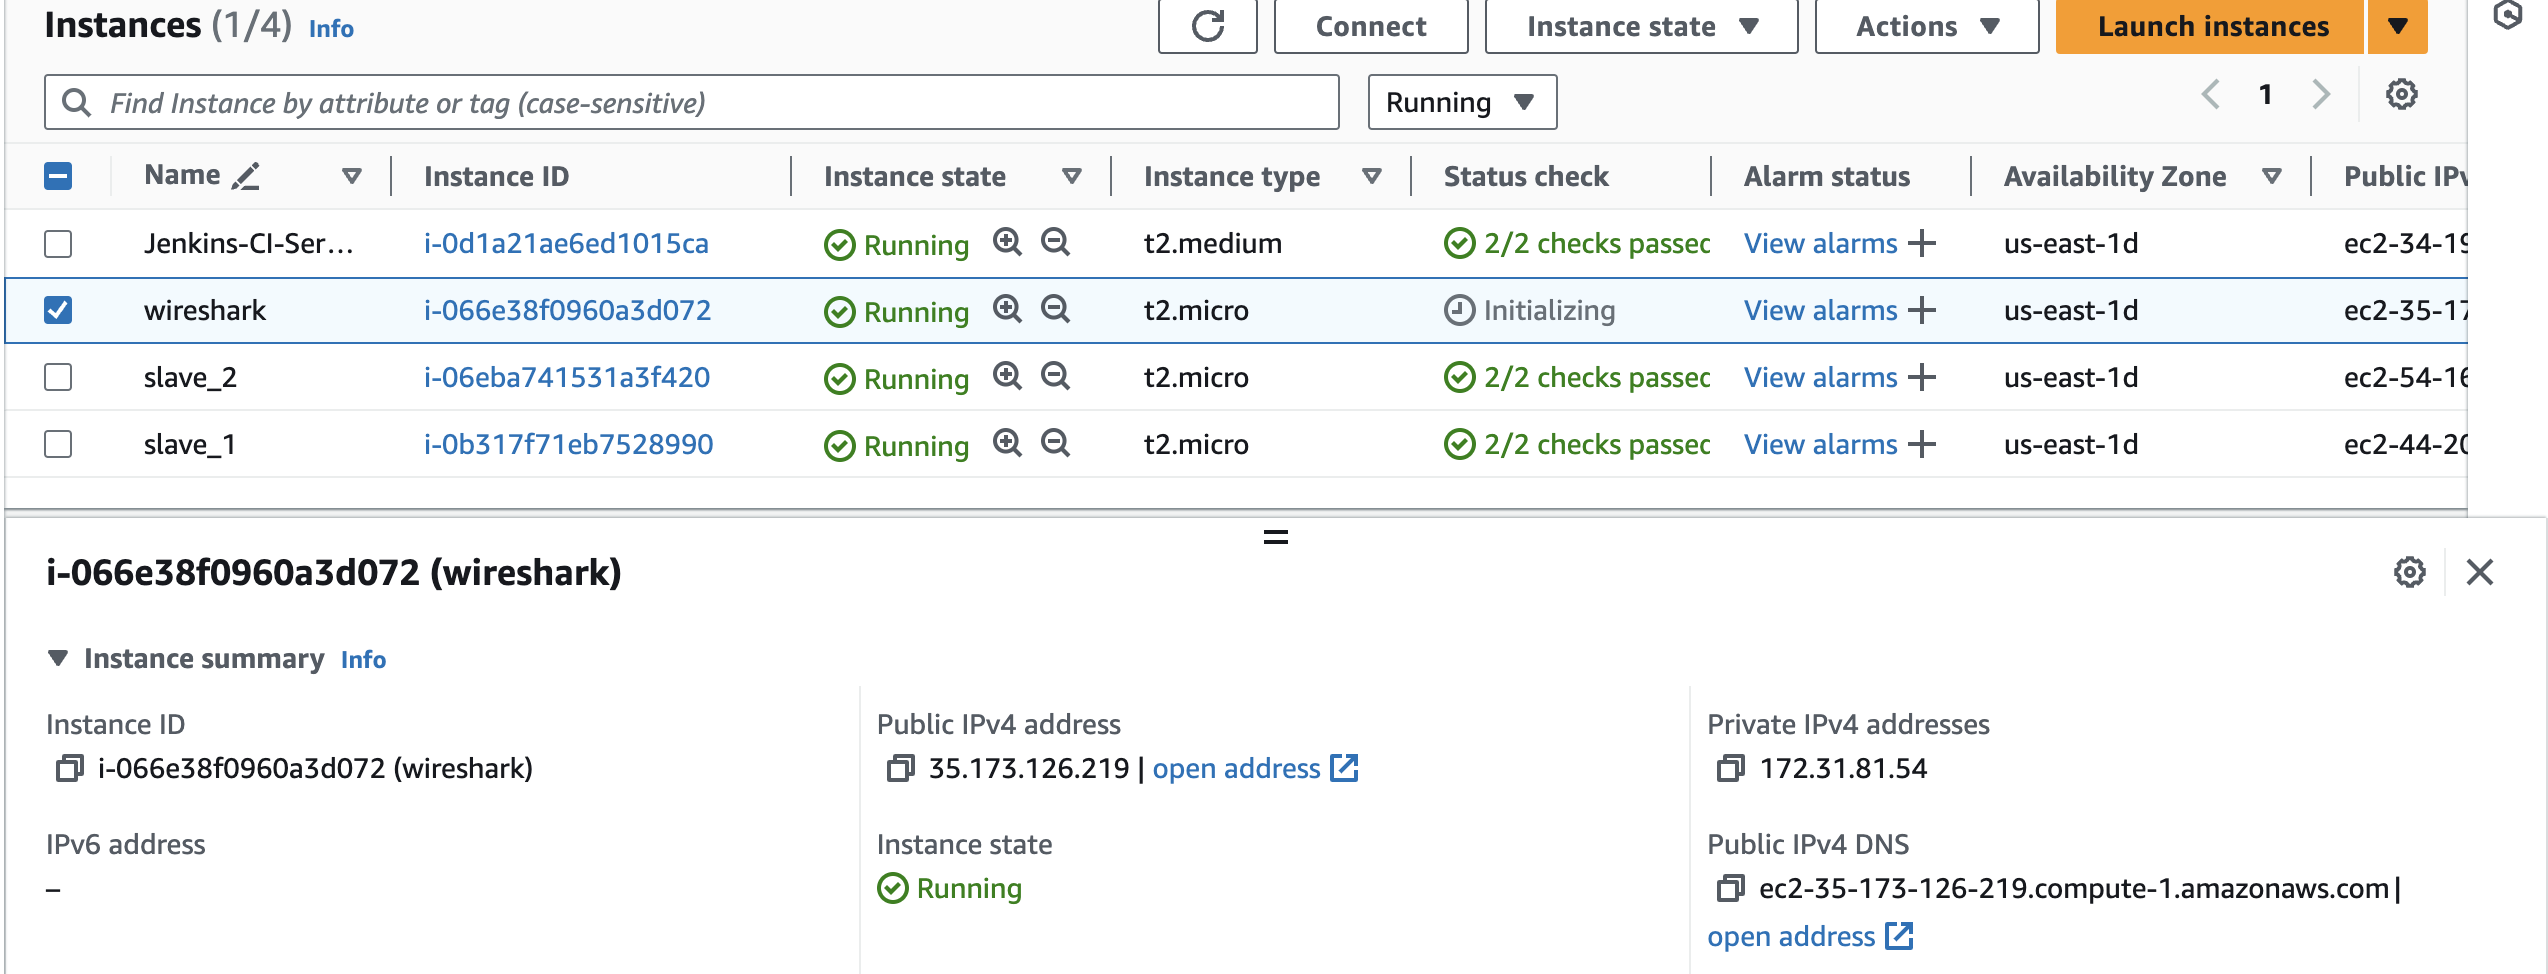 Instances (1/4) Info
Connect
Instance state
Actions
Launch instances
Find Instance by attribute or tag (case-sensitive)
Running
1
Name Instance ID Instance state Instance type Status check Alarm status Availability Zone Public IPv
Jenkins-CI-Ser... i-0d1a21ae6ed1015ca Running t2.medium 2/2 checks passec View alarms + us-east-1d ec2-34-19
wireshark i-066e38f0960a3d072 Running t2.micro Initializing View alarms + us-east-1d ec2-35-17
slave_2 i-06eba741531a3f420 Running t2.micro 2/2 checks passec View alarms + us-east-1d ec2-54-16
slave_1 i-0b317f71eb7528990 Running t2.micro 2/2 checks passec View alarms + us-east-1d ec2-44-20
i-066e38f0960a3d072 (wireshark)
Instance summary Info
Instance ID
i-066e38f0960a3d072 (wireshark)
Public IPv4 address
35.173.126.219 | open address
Private IPv4 addresses
172.31.81.54
IPv6 address
–
Instance state
Running
Public IPv4 DNS
ec2-35-173-126-219.compute-1.amazonaws.com |
open address